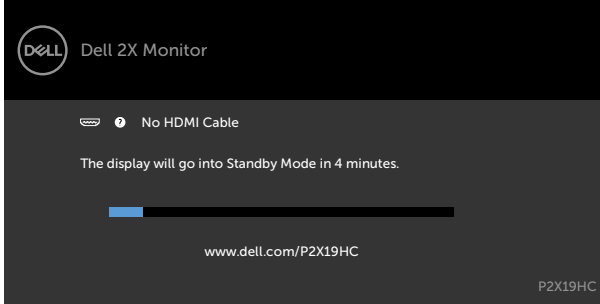 DELL
Dell 2X Monitor
? No HDMI Cable
The display will go into Standby Mode in 4 minutes.
www.dell.com/P2X19HC
P2X19HC